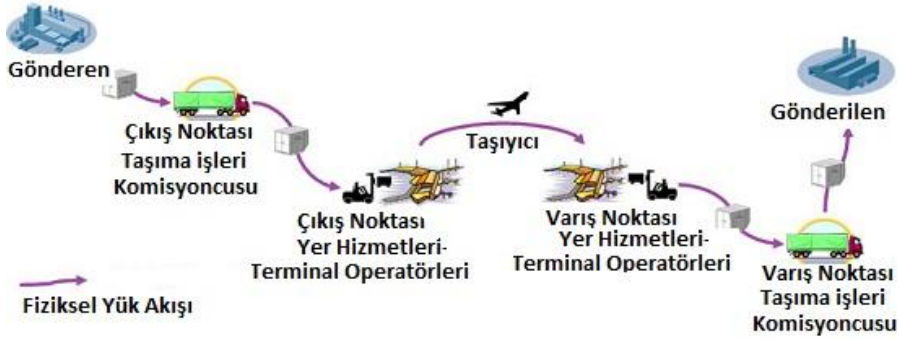 Gönderen
Çıkış Noktası
Taşıma işleri
Komisyoncusu
Çıkış Noktası
Yer Hizmetleri-
Terminal Operatörleri
Taşıyıcı
Varış Noktası
Yer Hizmetleri-
Terminal Operatörleri
Varış Noktası
Taşıma işleri
Komisyoncusu
Gönderilen
Fiziksel Yük Akışı